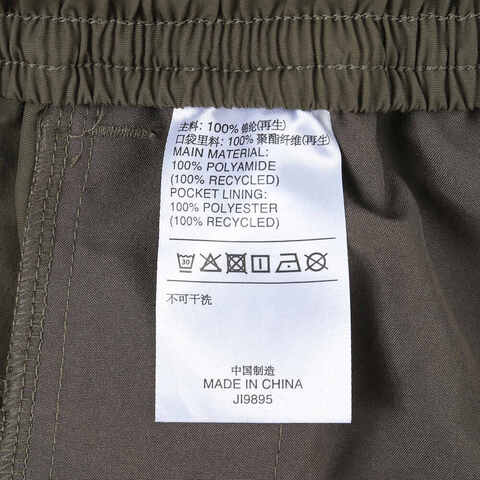 主料: 100% 锦纶(再生)
口袋里料: 100% 聚酯纤维(再生)
MAIN MATERIAL:
100% POLYAMIDE
(100% RECYCLED)
POCKET LINING:
100% POLYESTER
(100% RECYCLED)
30
不可干洗
中国制造
MADE IN CHINA
JI9895